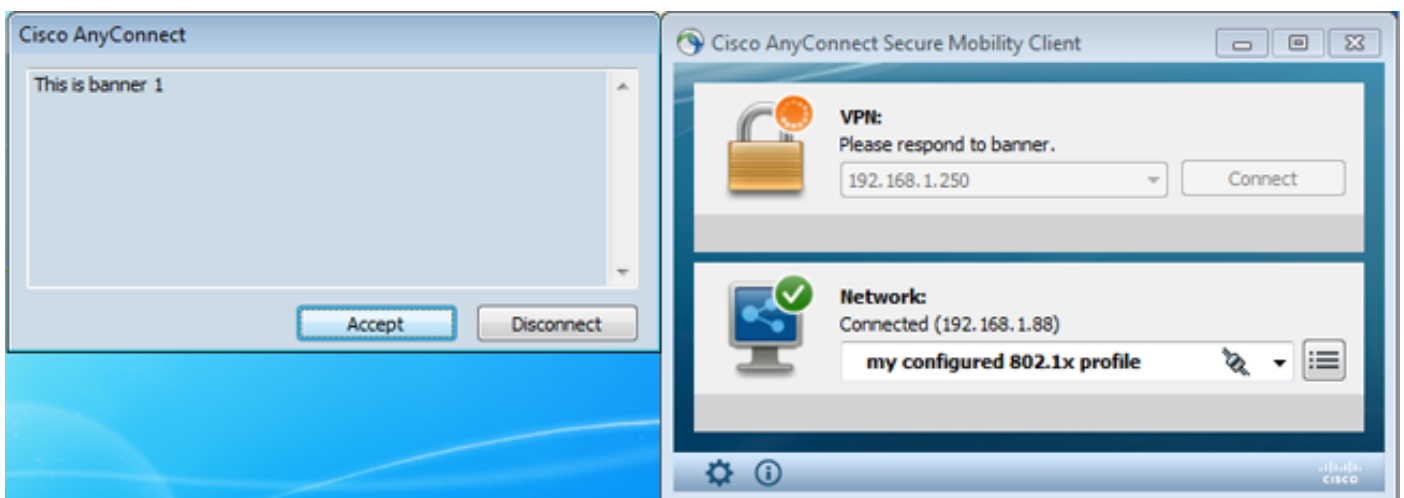 Cisco AnyConnect
This is banner 1
Accept
Disconnect
Cisco AnyConnect Secure Mobility Client
VPN:
Please respond to banner.
192.168.1.250
Connect
Network:
Connected (192.168.1.88)
my configured 802.1x profile
CISCO